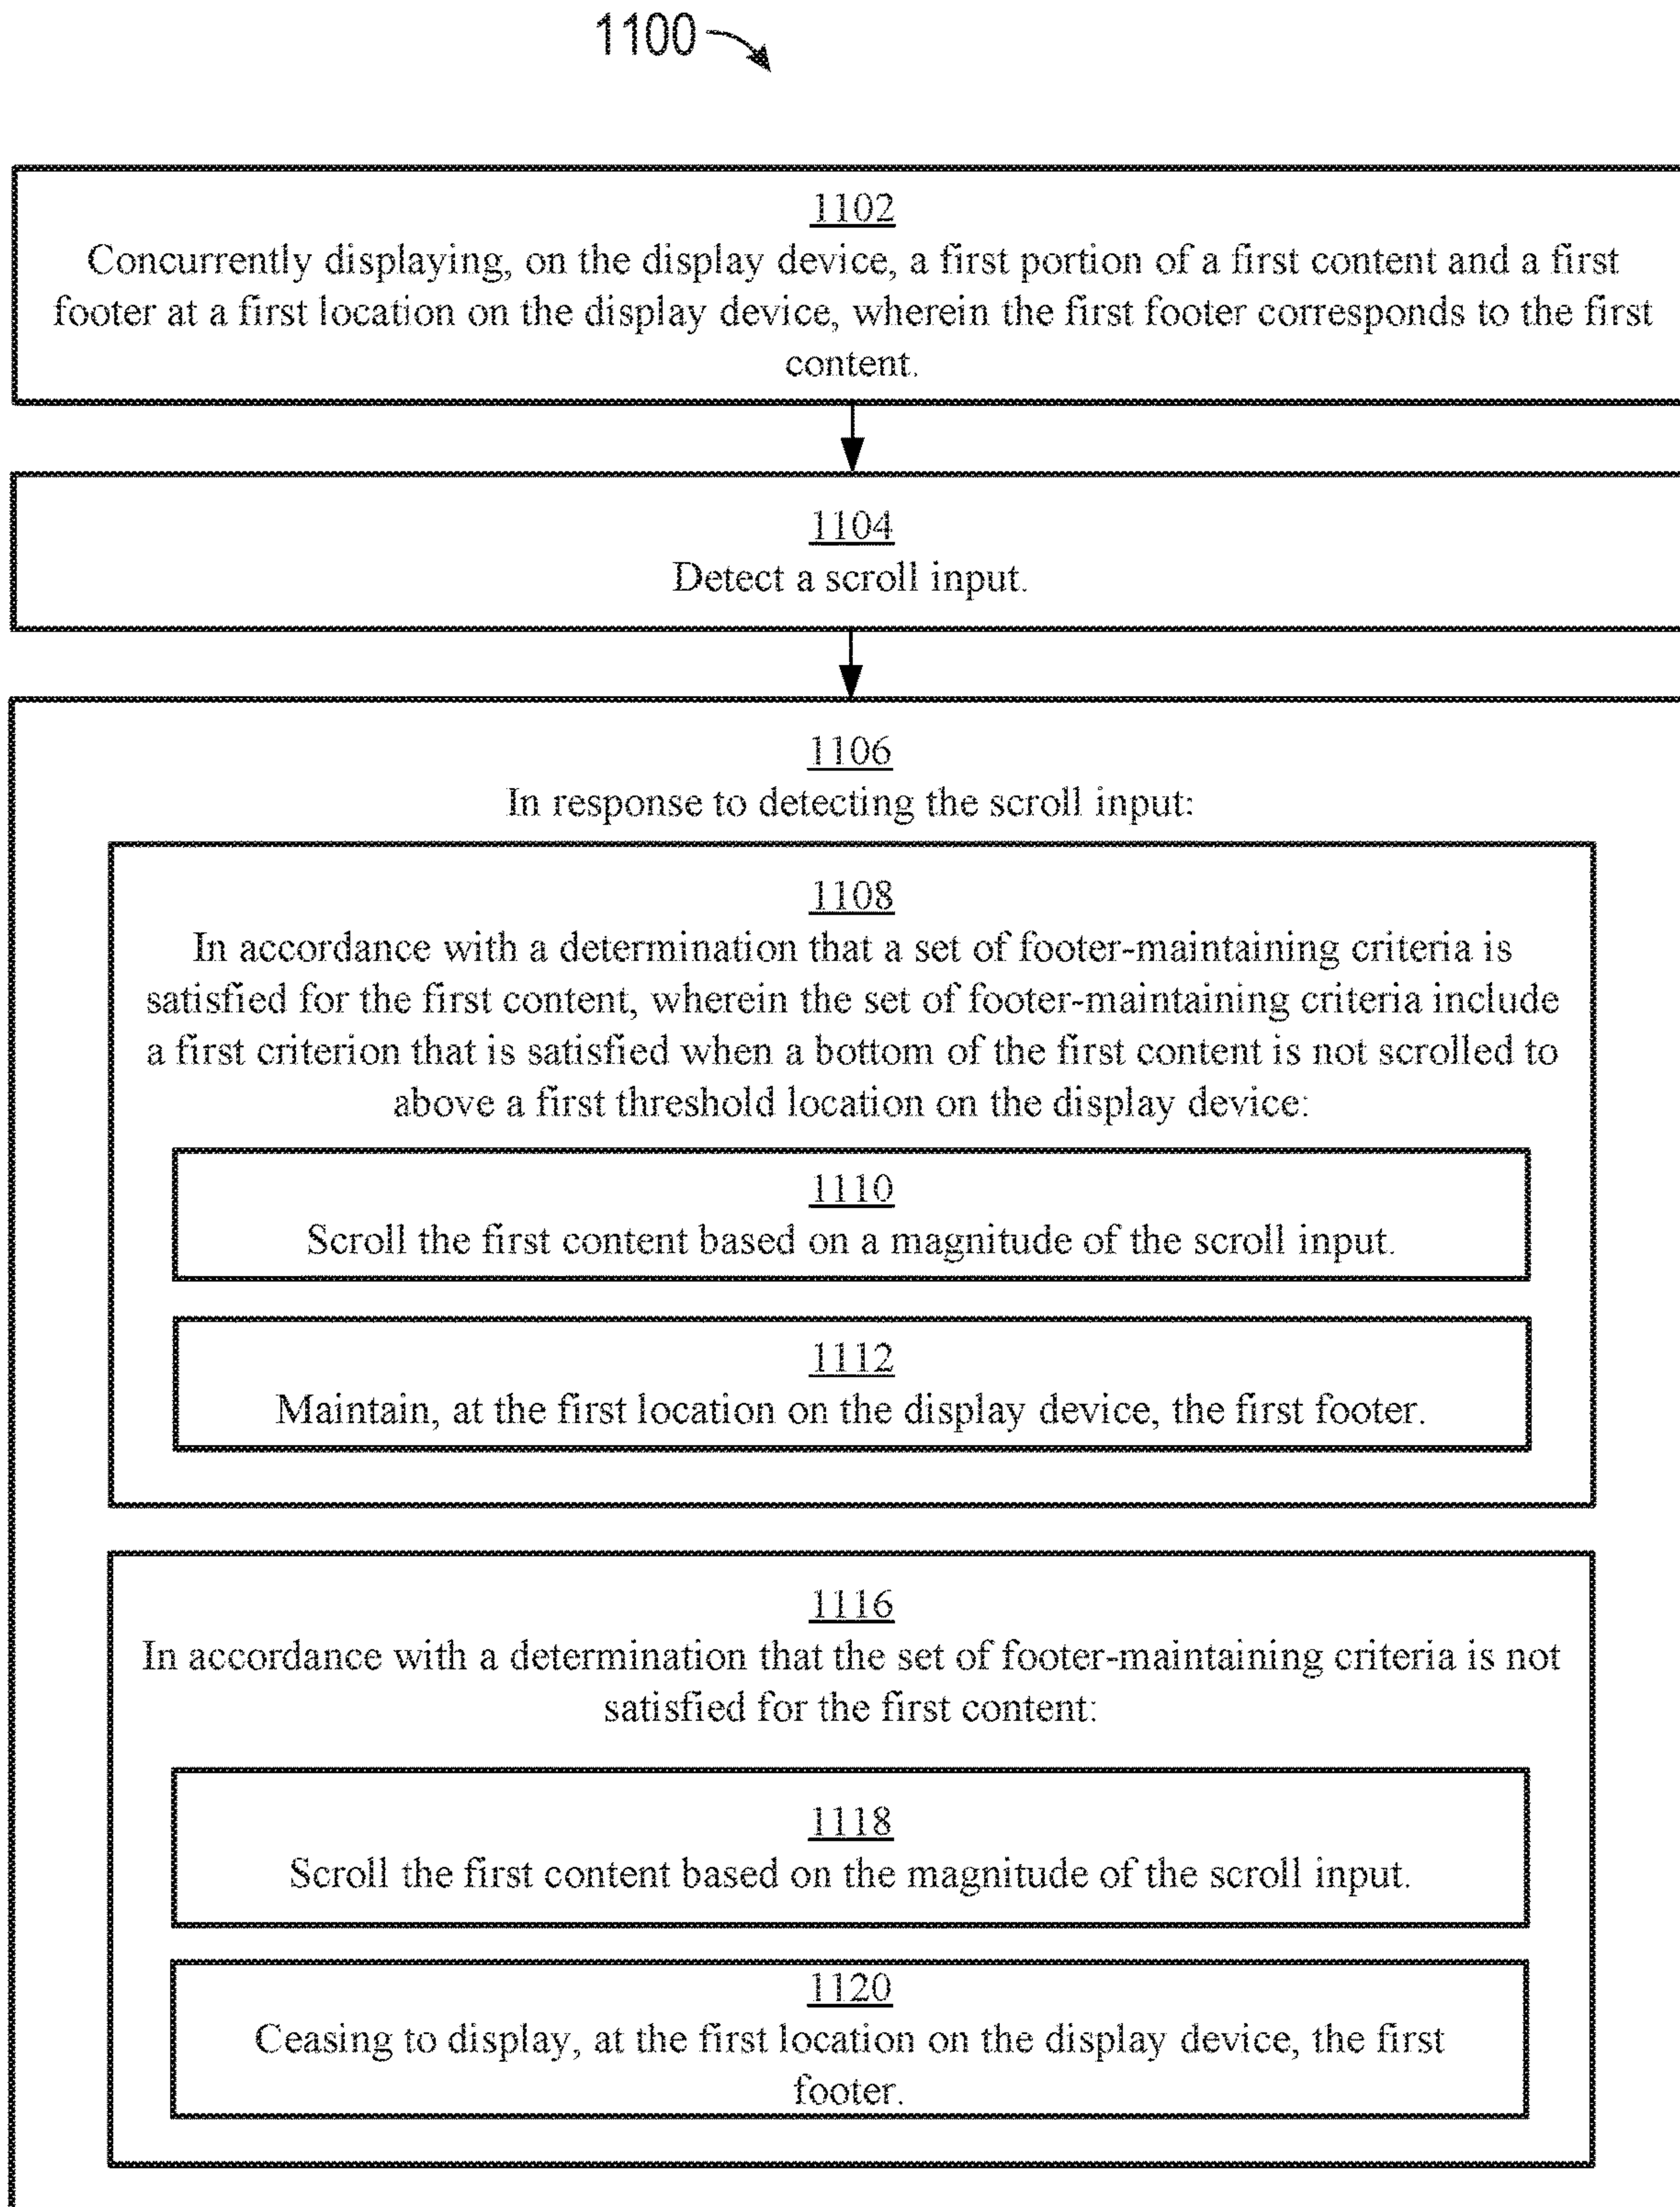 1100
1102
Concurrently displaying, on the display device, a first portion of a first content and a first
footer at a first location on the display device, wherein the first footer corresponds to the first
content.
1104
Detect a scroll input.
1106
In response to detecting the scroll input:
1108
In accordance with a determination that a set of footer-maintaining criteria is
satisfied for the first content, wherein the set of footer-maintaining criteria include
a first criterion that is satisfied when a bottom of the first content is not scrolled to
above a first threshold location on the display device:
1110
Scroll the first content based on a magnitude of the scroll input.
1112
Maintain, at the first location on the display device, the first footer.
1116
In accordance with a determination that the set of footer-maintaining criteria is not
satisfied for the first content:
1118
Scroll the first content based on the magnitude of the scroll input.
1120
Ceasing to display, at the first location on the display device, the first
footer.